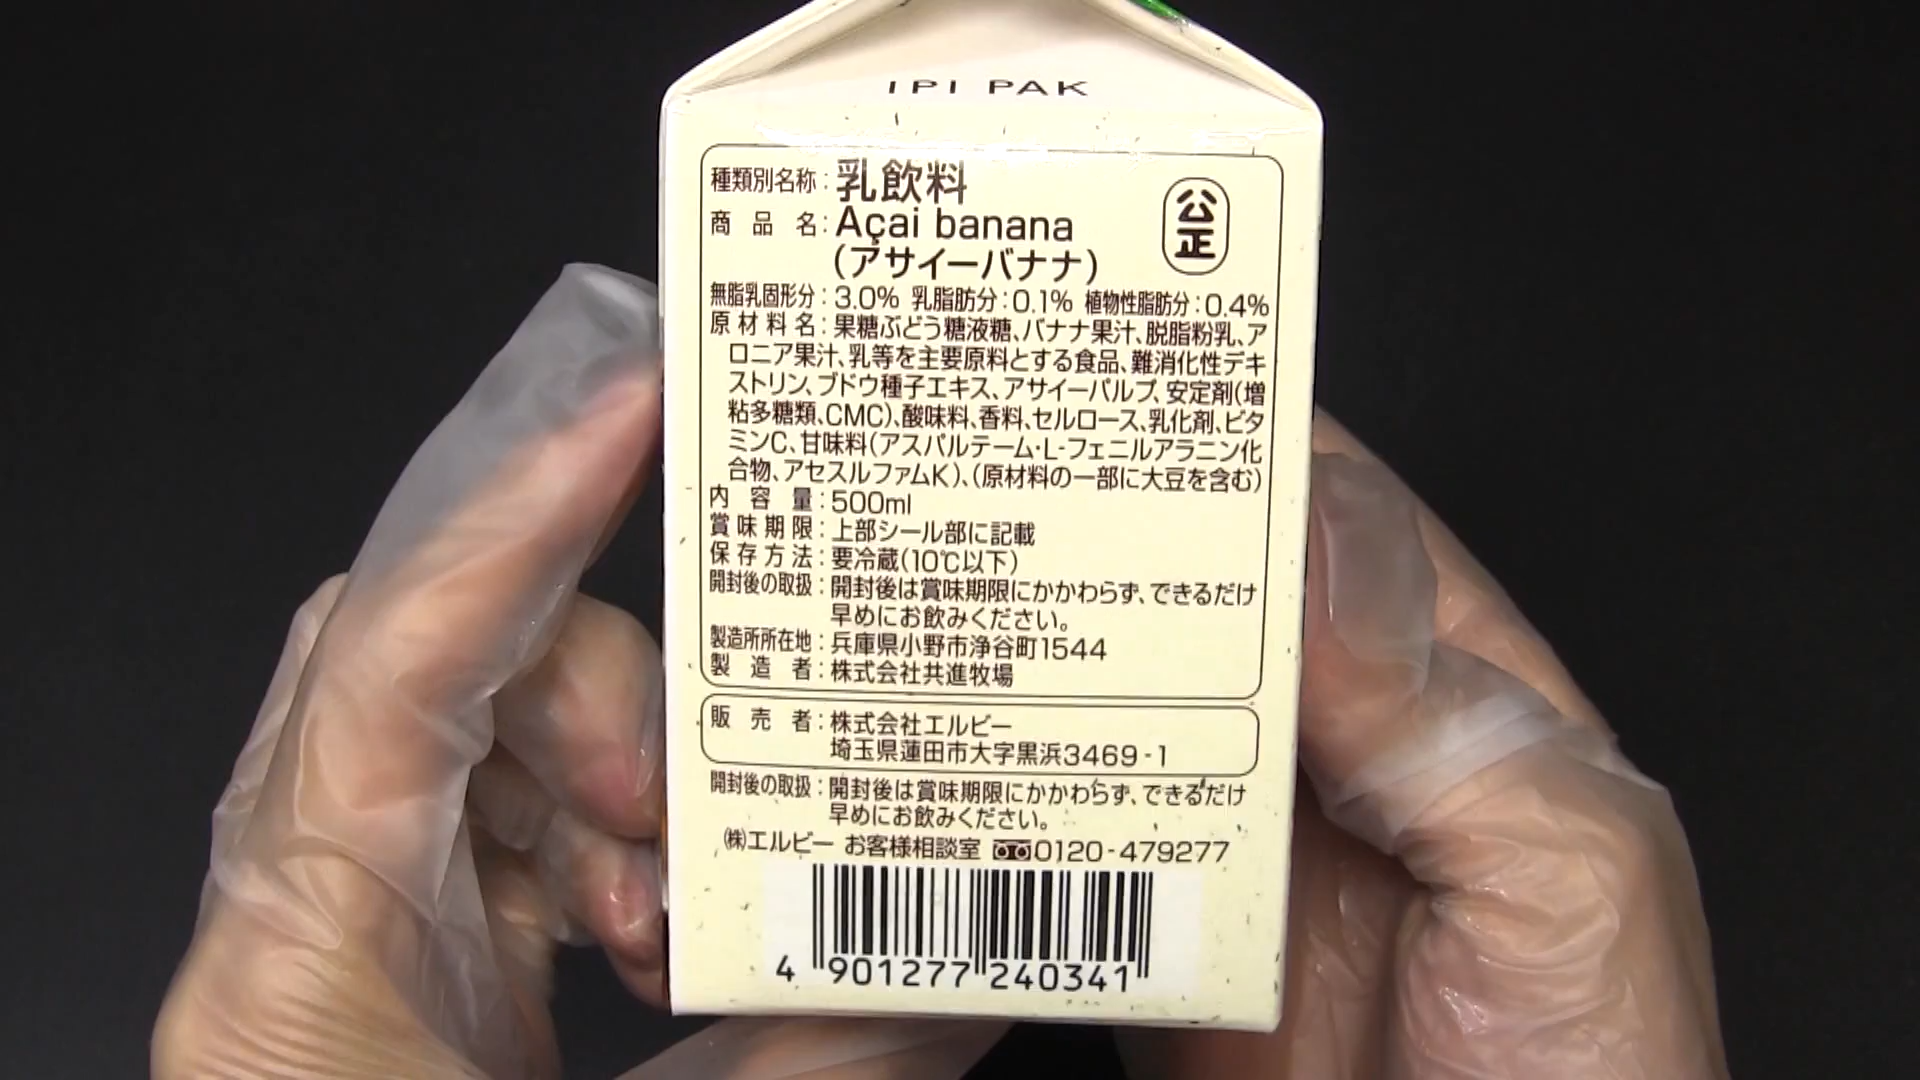 IPI PAK
種類別名称:乳飲料
公正
商品名:Açai banana
(アサイーバナナ)
無脂乳固形分:3.0% 乳脂肪分:0.1% 植物性脂肪分:0.4%
原材料名:果糖ぶどう糖液糖、バナナ果汁、脱脂粉乳、ア
ロニア果汁、乳等を主要原料とする食品、難消化性デキ
ストリン、ブドウ種子エキス、アサイーパルプ、安定剤(増
粘多糖類、CMC)、酸味料、香料、セルロース、乳化剤、ビタ
ミンC、甘味料(アスパルテーム・L-フェニルアラニン化
合物、アセスルファムK)、(原材料の一部に大豆を含む)
内容量:500ml
賞味期限:上部シール部に記載
保存方法:要冷蔵(10℃以下)
開封後の取扱:開封後は賞味期限にかかわらず、できるだけ
早めにお飲みください。
製造所所在地:兵庫県小野市浄谷町1544
製造者:株式会社共進牧場
販売者:株式会社エルビー
埼玉県蓮田市大字黒浜3469-1
開封後の取扱:開封後は賞味期限にかかわらず、できるだけ
早めにお飲みください。
㈱エルビー お客様相談室 0120-479277
4 901277 240341